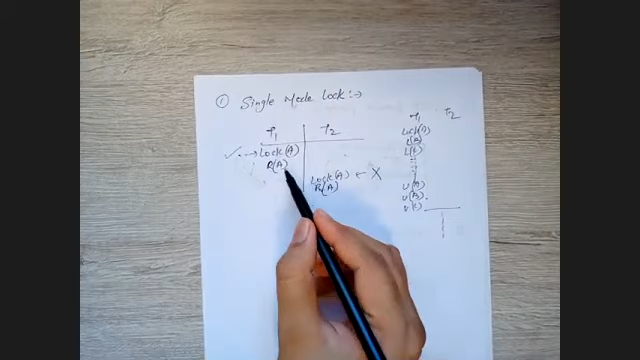 ① Single Mode Lock :→
T1 T2
✓ --→ Lock(A)
R(A)
Lock(A) ← X
R(A)
T1 T2
Lock(A)
U(A)
U(B)